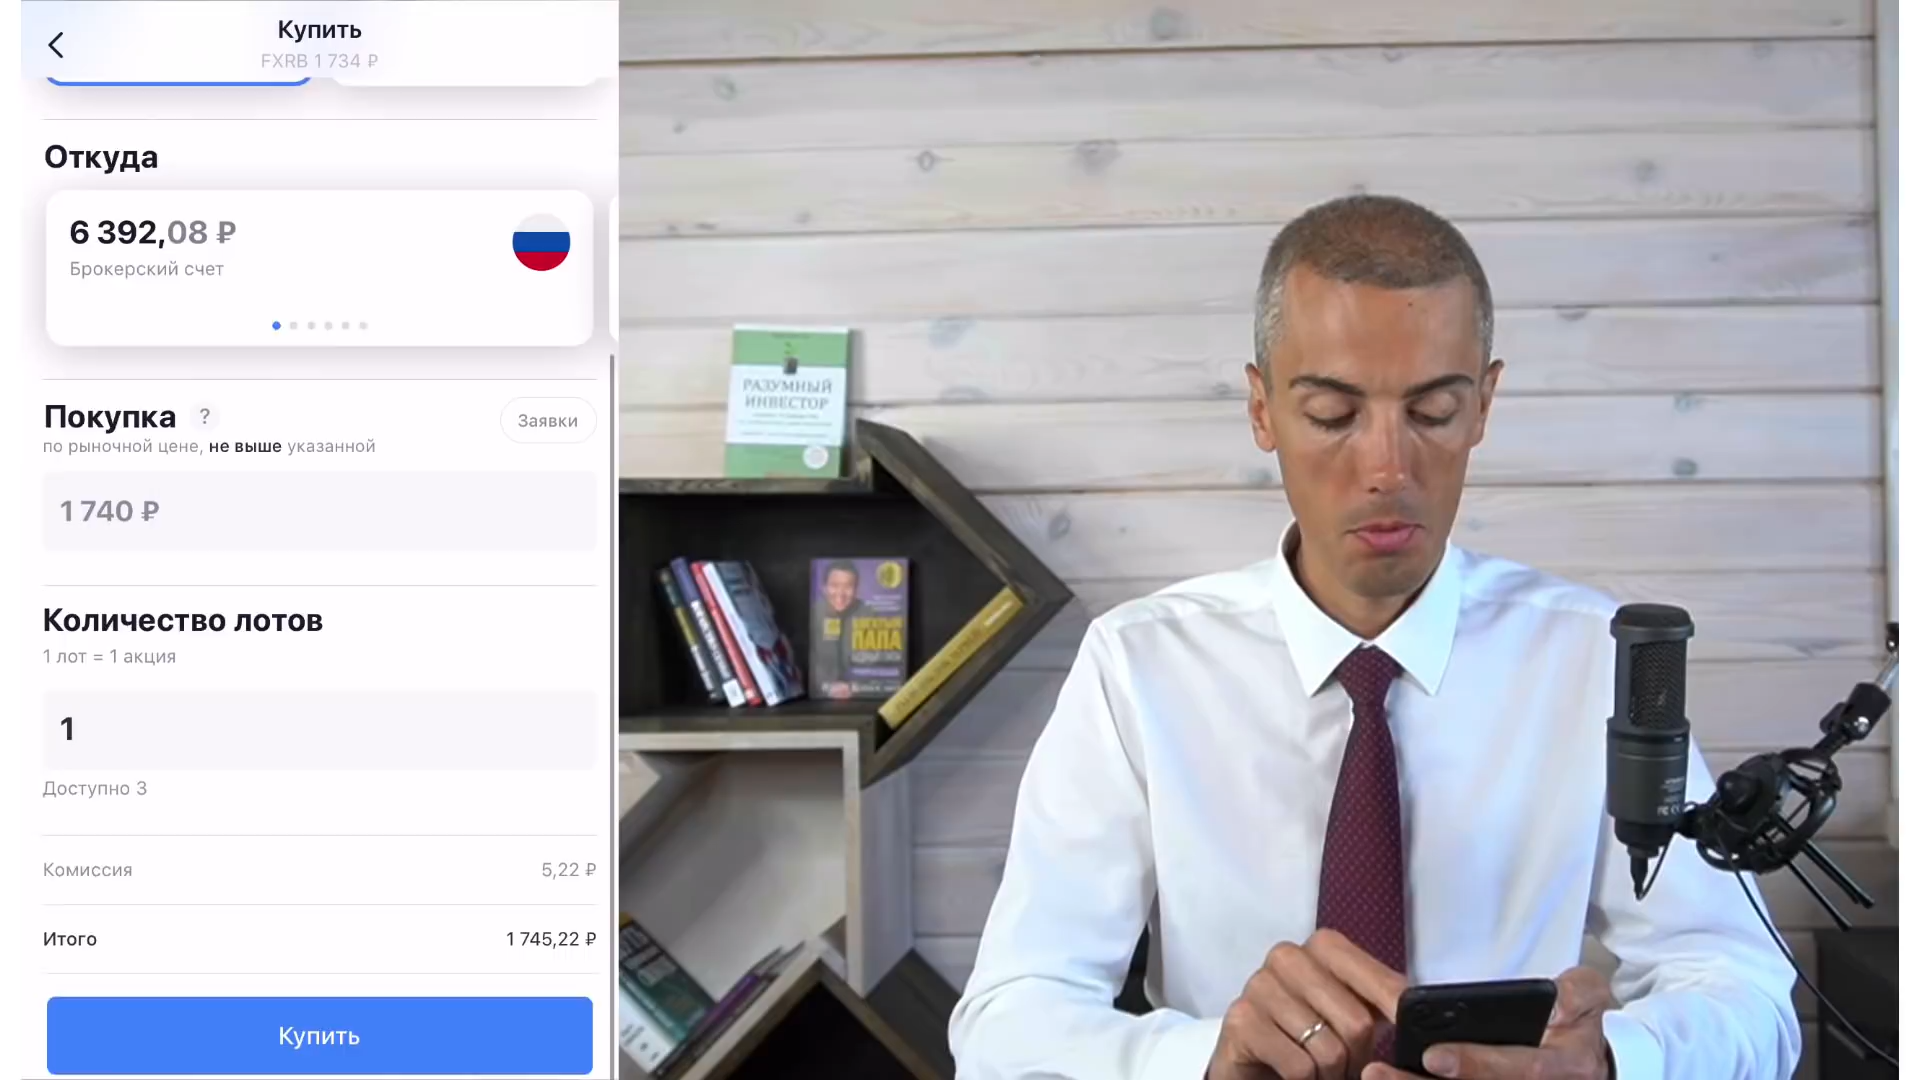 Купить
FXRB 1 734 ₽
Откуда
6 392,08 ₽
Брокерский счет
Покупка ?
Заявки
по рыночной цене, не выше указанной
1 740 ₽
Количество лотов
1 лот = 1 акция
1
Доступно 3
Комиссия 5,22 ₽
Итого 1 745,22 ₽
Купить
РАЗУМНЫЙ
ИНВЕСТОР
БОГАТЫЙ
ПАПА